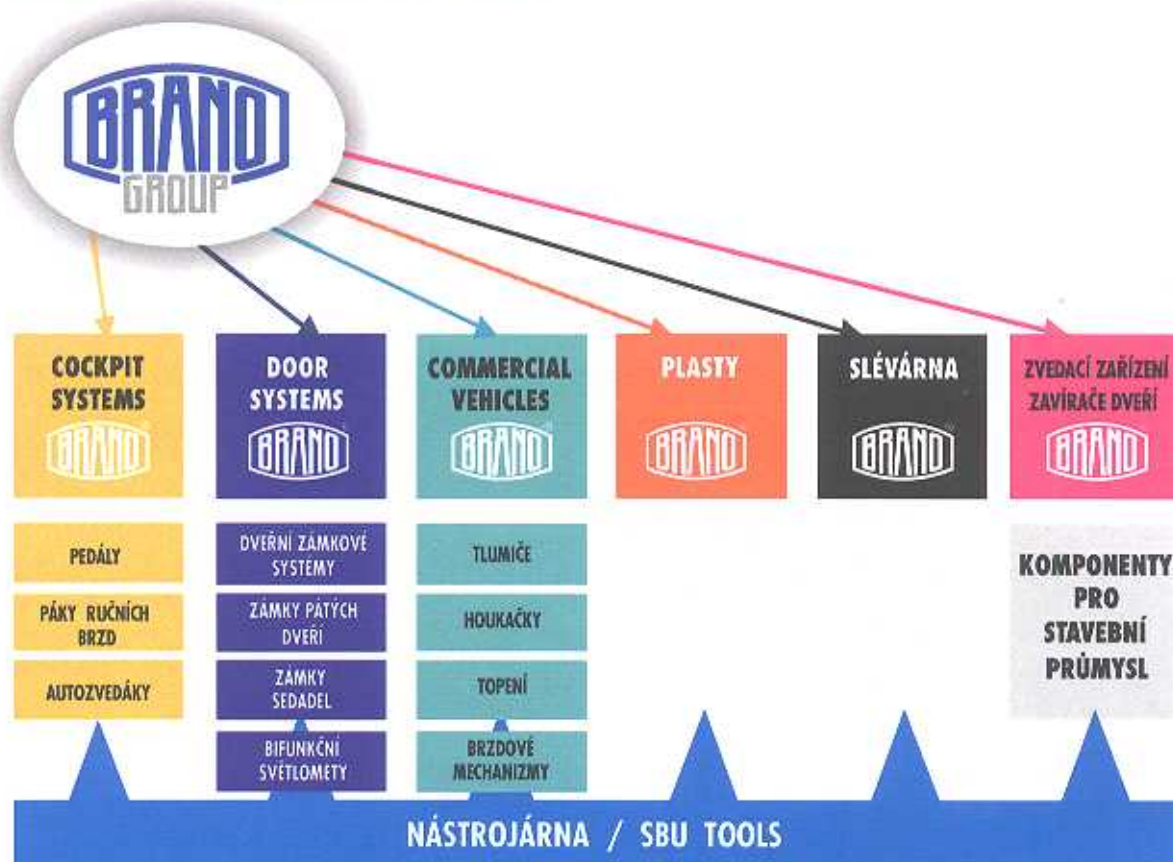 BRANO
GROUP
COCKPIT
SYSTEMS
BRANO
DOOR
SYSTEMS
BRANO
COMMERCIAL
VEHICLES
BRANO
PLASTY
BRANO
SLÉVÁRNA
BRANO
ZVEDACÍ ZAŘÍZENÍ
ZAVÍRAČE DVEŘÍ
BRANO
PEDÁLY
PÁKY RUČNÍCH
BRZD
AUTOZVEDÁKY
DVEŘNÍ ZÁMKOVÉ
SYSTÉMY
ZÁMKY PÁTÝCH
DVEŘÍ
ZÁMKY
SEDADEL
BIFUNKČNÍ
SVĚTLOMETY
TLUMIČE
HOUKAČKY
TOPENÍ
BRZDOVÉ
MECHANIZMY
KOMPONENTY
PRO
STAVEBNÍ
PRŮMYSL
NÁSTROJÁRNA / SBU TOOLS